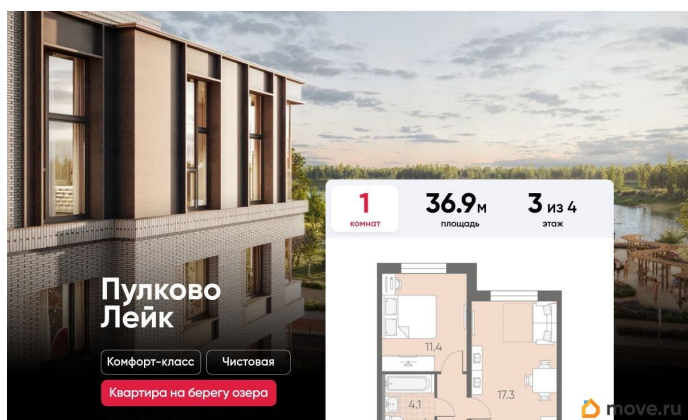 1
комнат
36.9м
площадь
3 из 4
этаж
Пулково
Лейк
Комфорт-класс
Чистовая
Квартира на берегу озера
11.4
4.1
17.3
move.ru